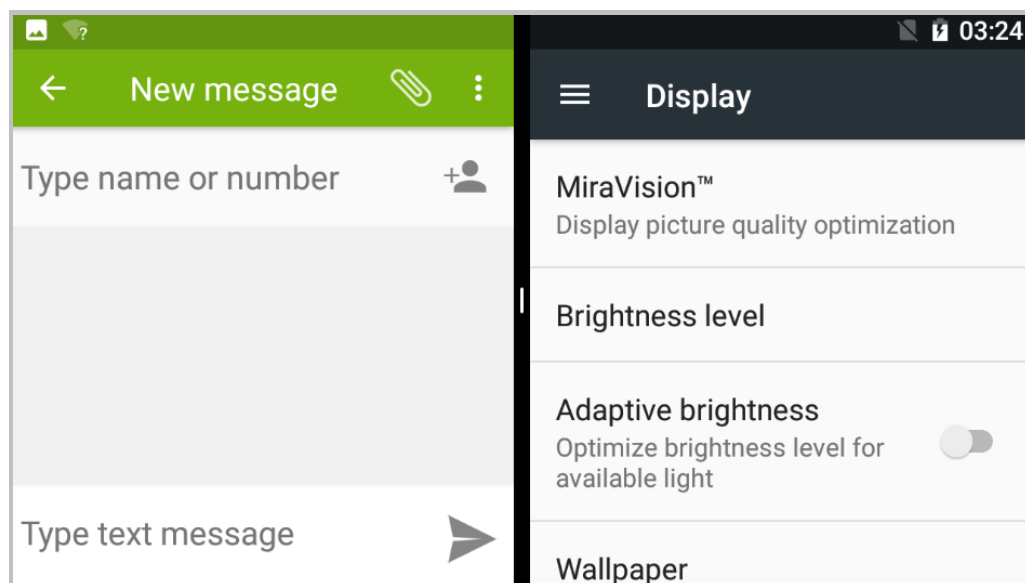 ?
03:24
New message
Type name or number
Type text message
Display
MiraVision™
Display picture quality optimization
Brightness level
Adaptive brightness
Optimize brightness level for
available light
Wallpaper